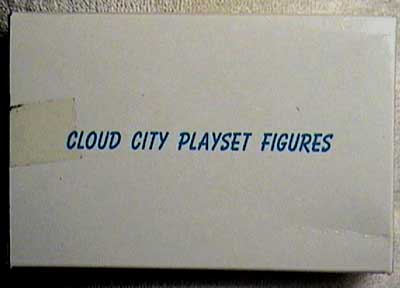 CLOUD CITY PLAYSET FIGURES